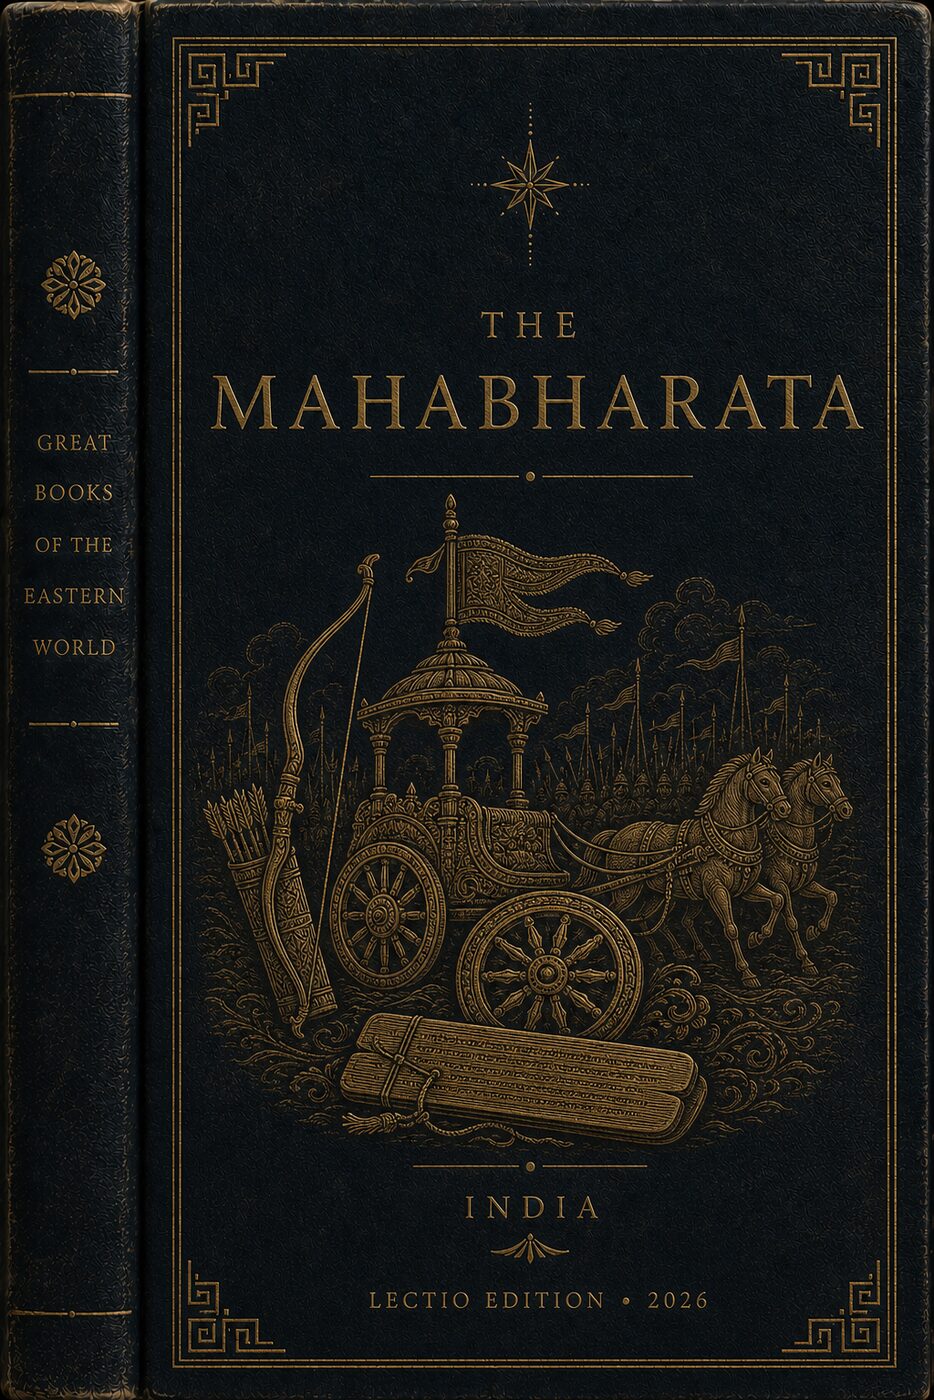 GREAT
BOOKS
OF THE
EASTERN
WORLD
THE
MAHABHARATA
INDIA
LECTIO EDITION • 2026